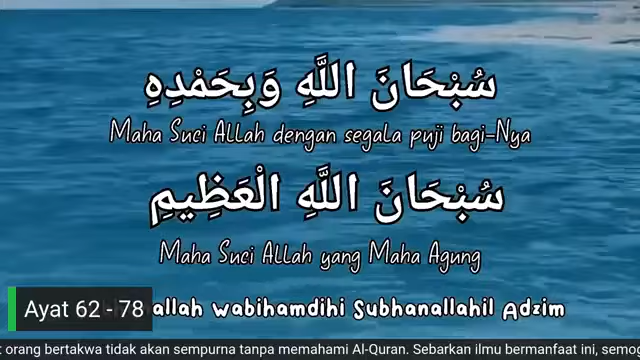 سُبْحَانَ اللَّهِ وَبِحَمْدِهِ
Maha Suci Allah dengan segala puji bagi-Nya
سُبْحَانَ اللَّهِ الْعَظِيمِ
Maha Suci Allah yang Maha Agung
allah wabihamdihi Subhanallahil Adzim
Ayat 62 - 78
orang bertakwa tidak akan sempurna tanpa memahami Al-Quran. Sebarkan ilmu bermanfaat ini,